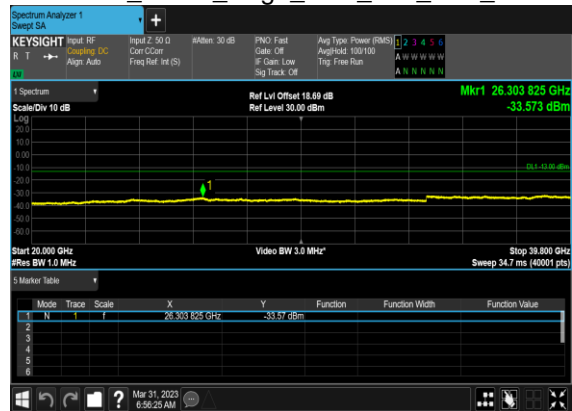 Spectrum Analyzer 1
Swept SA
+
KEYSIGHT
R T
Input: RF
Coupling: DC
Align: Auto
Input Z: 50 Ω
Corr CCorr
Freq Ref: Int (S)
#Atten: 30 dB
PNO: Fast
Gate: Off
IF Gain: Low
Sig Track: Off
Avg Type: Power (RMS)
Avg|Hold: 100/100
Trig: Free Run
1 2 3 4 5 6
A W W W W W
A N N N N N
1 Spectrum
Scale/Div 10 dB
Ref Lvl Offset 18.69 dB
Ref Level 30.00 dBm
Mkr1 26.303 825 GHz
-33.573 dBm
Log
20.0
10.0
0.00
-10.0
-20.0
-30.0
-40.0
-50.0
-60.0
DL1 -13.00 dBm
1
Start 20.000 GHz
#Res BW 1.0 MHz
Video BW 3.0 MHz*
Stop 39.800 GHz
Sweep 34.7 ms (40001 pts)
5 Marker Table
Mode Trace Scale X Y Function Function Width Function Value
1 N 1 f 26.303 825 GHz -33.57 dBm
2
3
4
5
6
?
Mar 31, 2023
6:56:25 AM